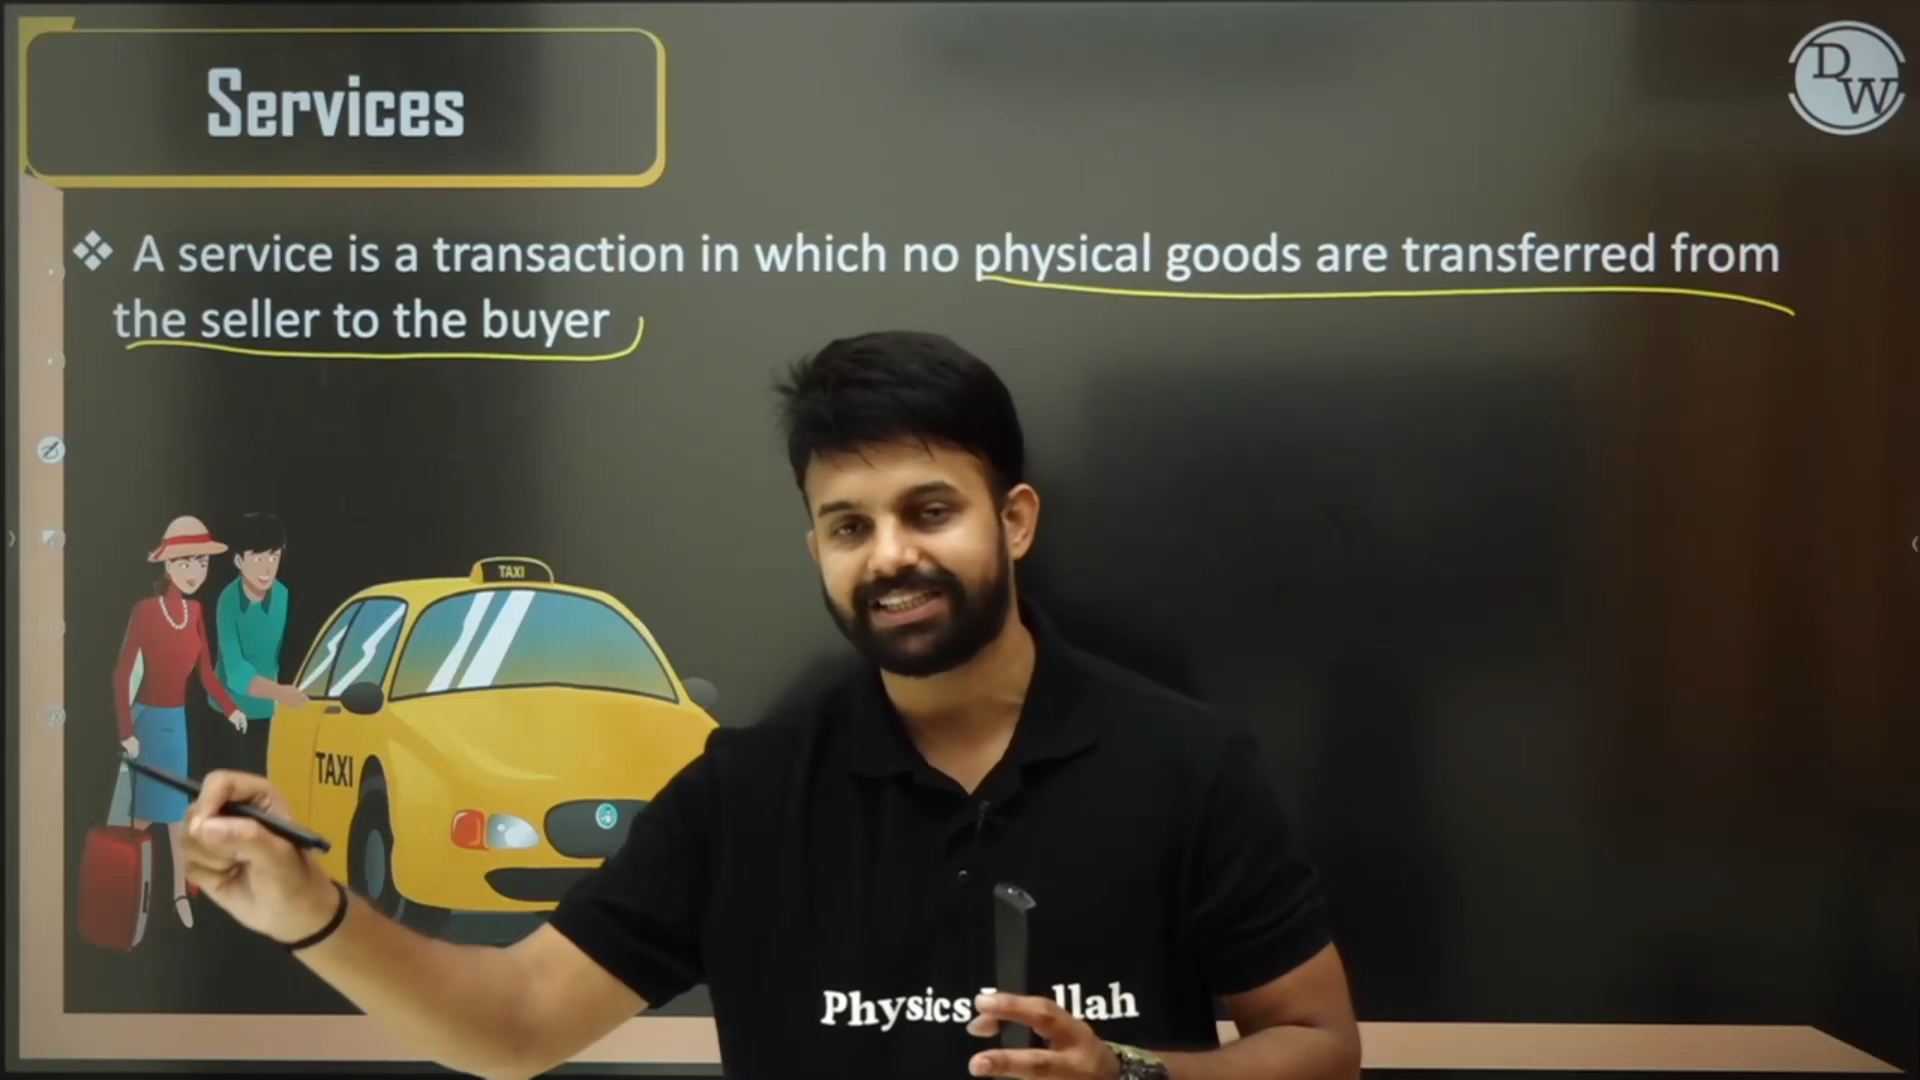 Services
❖ A service is a transaction in which no physical goods are transferred from
the seller to the buyer
TAXI
TAXI
Physics llah